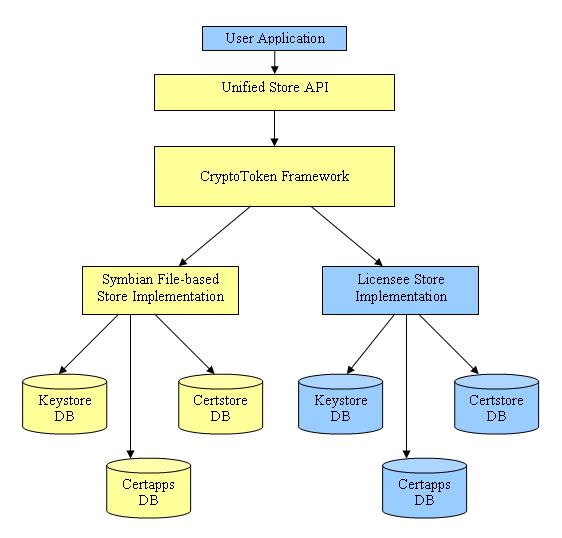 User Application
Unified Store API
CryptoToken Framework
Symbian File-based
Store Implementation
Licensee Store
Implementation
Keystore
DB
Certstore
DB
Keystore
DB
Certstore
DB
Certapps
DB
Certapps
DB